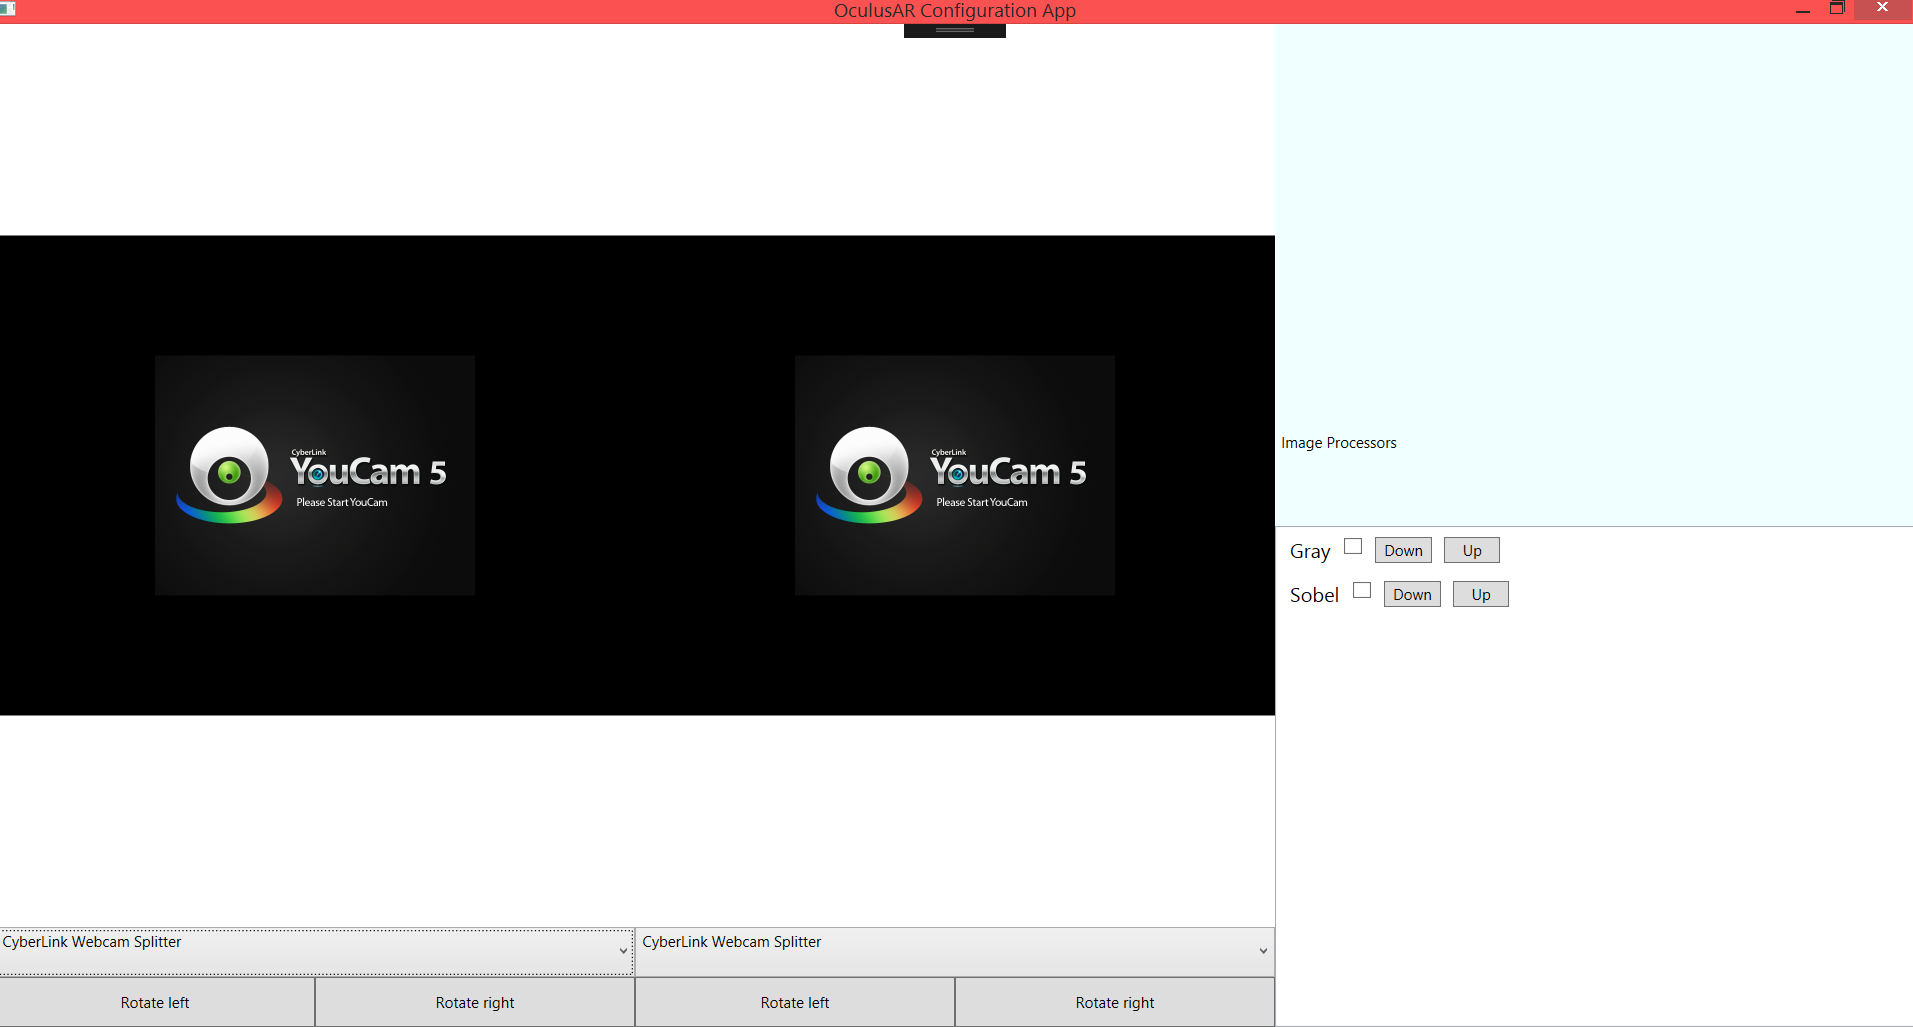 OculusAR Configuration App
CyberLink
YouCam 5
Please Start YouCam
CyberLink
YouCam 5
Please Start YouCam
Image Processors
Gray Down Up
Sobel Down Up
CyberLink Webcam Splitter CyberLink Webcam Splitter
Rotate left Rotate right Rotate left Rotate right